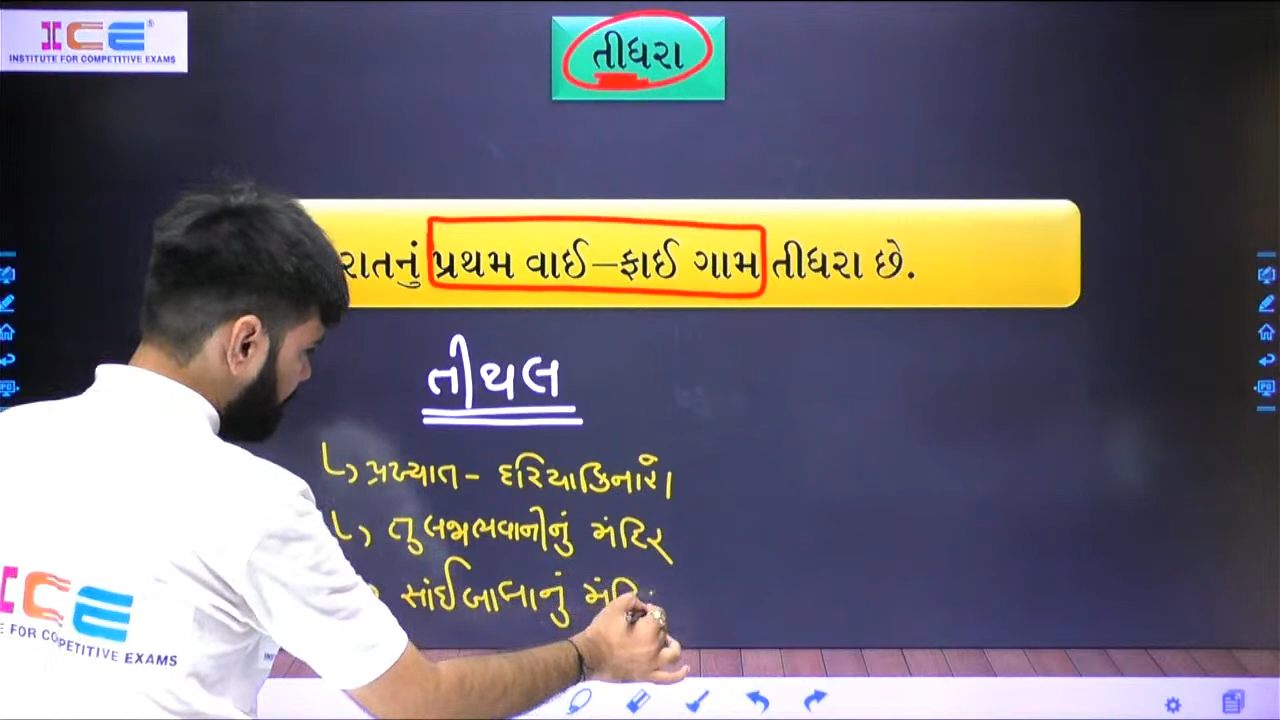 ICE
INSTITUTE FOR COMPETITIVE EXAMS
તીધરા
રાતનું પ્રથમ વાઈ–ફાઈ ગામ તીધરા છે.
તીથલ
પ્રખ્યાત - દરિયાકિનારો
તુલજાભવાનીનું મંદિર
સાંઈબાબાનું
ICE
E FOR COMPETITIVE EXAMS